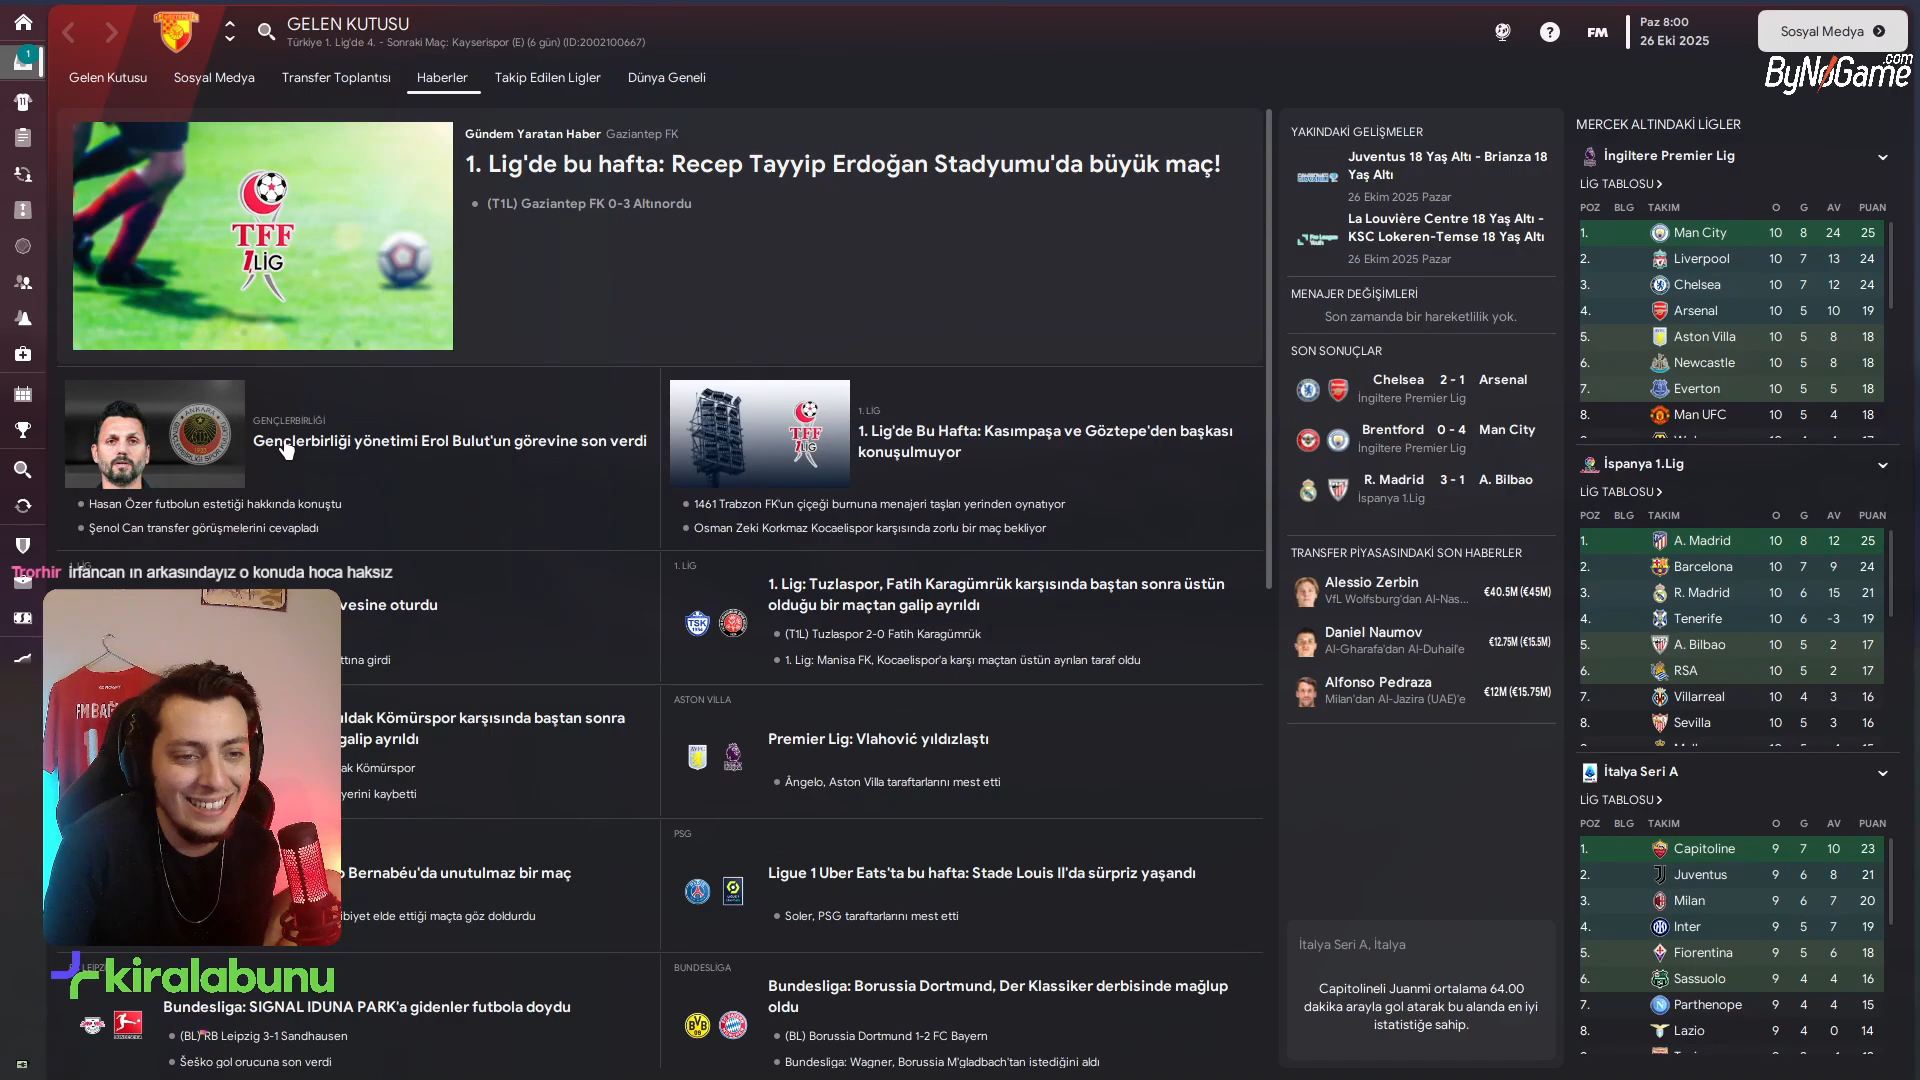 GELEN KUTUSU
Türkiye 1. Lig'de 4. - Sonraki Maç: Kayserispor (E) (6 gün) (ID:2002100667)
FM
Paz 8:00
26 Eki 2025
Sosyal Medya
ByNoGame
.com
1
Gelen Kutusu
Sosyal Medya
Transfer Toplantısı
Haberler
Takip Edilen Ligler
Dünya Geneli
TFF
1.LİG
Gündem Yaratan Haber Gaziantep FK
1. Lig'de bu hafta: Recep Tayyip Erdoğan Stadyumu'da büyük maç!
(T1L) Gaziantep FK 0-3 Altınordu
GENÇLERBİRLİĞİ
Gençlerbirliği yönetimi Erol Bulut'un görevine son verdi
Hasan Özer futbolun estetiği hakkında konuştu
Şenol Can transfer görüşmelerini cevapladı
1. LİG
1. Lig'de Bu Hafta: Kasımpaşa ve Göztepe'den başkası
konuşulmuyor
1461 Trabzon FK'un çiçeği burnuna menajeri taşları yerinden oynatıyor
Osman Zeki Korkmaz Kocaelispor karşısında zorlu bir maç bekliyor
Trorhir irfancan ın arkasındayız o konuda hoca haksız
vesine oturdu
ttına girdi
1. LİG
1. Lig: Tuzlaspor, Fatih Karagümrük karşısında baştan sonra
olduğu bir maçtan galip ayrıldı
(T1L) Tuzlaspor 2-0 Fatih Karagümrük
1. Lig: Manisa FK, Kocaelispor'a karşı maçtan üstün ayrılan taraf oldu
FM BAĞ
uldak Kömürspor karşısında baştan sonra
galip ayrıldı
ak Kömürspor
yerini kaybetti
ASTON VILLA
Premier Lig: Vlahović yıldızlaştı
Ângelo, Aston Villa taraftarlarını mest etti
o Bernabéu'da unutulmaz bir maç
ibiyet elde ettiği maçta göz doldurdu
PSG
Ligue 1 Uber Eats'ta bu hafta: Stade Louis II'da sürpriz yaşandı
Soler, PSG taraftarlarını mest etti
kiralabunu
Bundesliga: SIGNAL IDUNA PARK'a gidenler futbola doydu
(BL) RB Leipzig 3-1 Sandhausen
Šeško gol orucuna son verdi
BUNDESLIGA
Bundesliga: Borussia Dortmund, Der Klassiker derbisinde mağlup
oldu
(BL) Borussia Dortmund 1-2 FC Bayern
Bundesliga: Wagner, Borussia M'gladbach'tan istediğini aldı
YAKINDAKİ GELİŞMELER
Juventus 18 Yaş Altı - Brianza 18
Yaş Altı
26 Ekim 2025 Pazar
La Louvière Centre 18 Yaş Altı -
KSC Lokeren-Temse 18 Yaş Altı
26 Ekim 2025 Pazar
MENAJER DEĞİŞİMLERİ
Son zamanda bir hareketlilik yok.
SON SONUÇLAR
Chelsea 2 - 1 Arsenal
İngiltere Premier Lig
Brentford 0 - 4 Man City
İngiltere Premier Lig
R. Madrid 3 - 1 A. Bilbao
İspanya 1.Lig
TRANSFER PİYASASINDAKİ SON HABERLER
Alessio Zerbin
VfL Wolfsburg'dan Al-Nas... €40.5M (€45M)
Daniel Naumov
Al-Gharafa'dan Al-Duhail'e €12.75M (€15.5M)
Alfonso Pedraza
Milan'dan Al-Jazira (UAE)'e €12M (€15.75M)
İtalya Seri A, İtalya
Capitolineli Juanmi ortalama 64.00
dakika arayla gol atarak bu alanda en iyi
istatistiğe sahip.
MERCEK ALTINDAKİ LİGLER
İngiltere Premier Lig
LİG TABLOSU
POZ BLG TAKIM O G AV PUAN
1. Man City 10 8 24 25
2. Liverpool 10 7 13 24
3. Chelsea 10 7 12 24
4. Arsenal 10 5 10 19
5. Aston Villa 10 5 8 18
6. Newcastle 10 5 8 18
7. Everton 10 5 5 18
8. Man UFC 10 5 4 18
İspanya 1.Lig
LİG TABLOSU
POZ BLG TAKIM O G AV PUAN
1. A. Madrid 10 8 12 25
2. Barcelona 10 7 9 24
3. R. Madrid 10 6 15 21
4. Tenerife 10 6 -3 19
5. A. Bilbao 10 5 2 17
6. RSA 10 5 2 17
7. Villarreal 10 4 3 16
8. Sevilla 10 5 3 16
İtalya Seri A
LİG TABLOSU
POZ BLG TAKIM O G AV PUAN
1. Capitoline 9 7 10 23
2. Juventus 9 6 8 21
3. Milan 9 6 7 20
4. Inter 9 5 7 19
5. Fiorentina 9 5 6 18
6. Sassuolo 9 4 4 16
7. Parthenope 9 4 4 15
8. Lazio 9 4 0 14